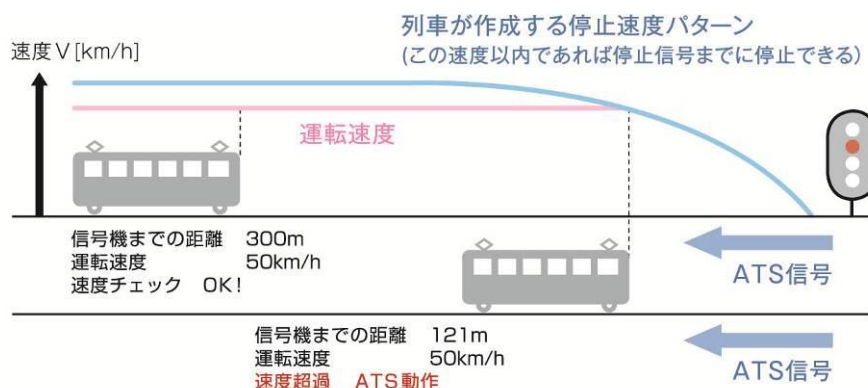 列車が作成する停止速度パターン
(この速度以内であれば停止信号までに停止できる)
速度V[km/h]
運転速度
信号機までの距離 300m
運転速度 50km/h
速度チェック OK!
ATS信号
信号機までの距離 121m
運転速度 50km/h
速度超過 ATS動作
ATS信号